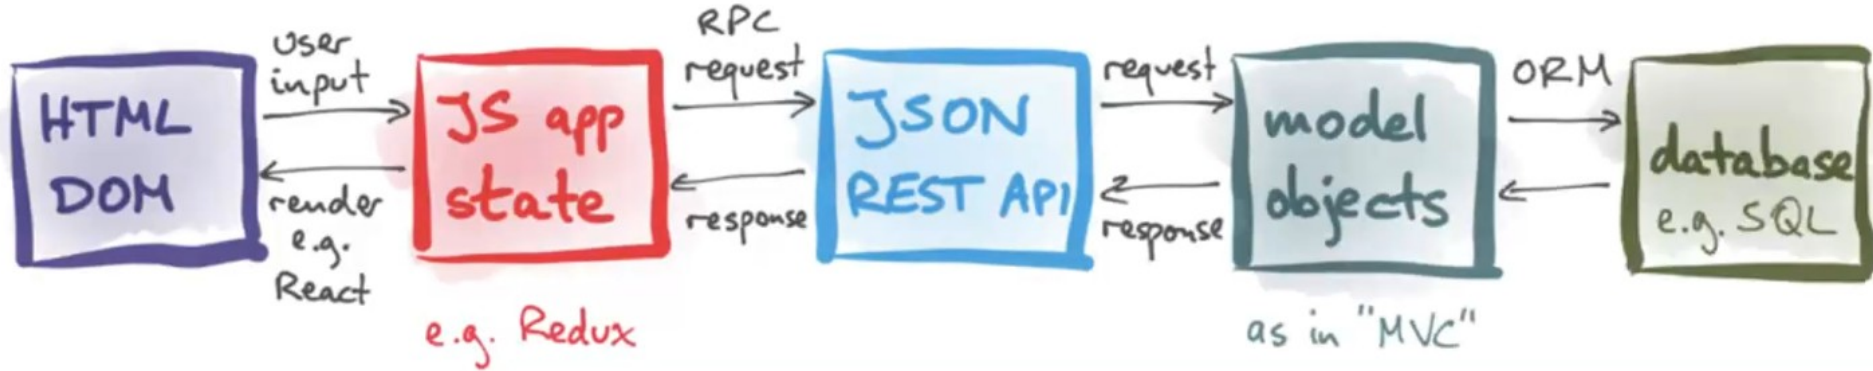 HTML
DOM
user
input
render
e.g.
React
JS app
state
e.g. Redux
RPC
request
response
JSON
REST API
request
response
model
objects
as in "MVC"
ORM
database
e.g. SQL